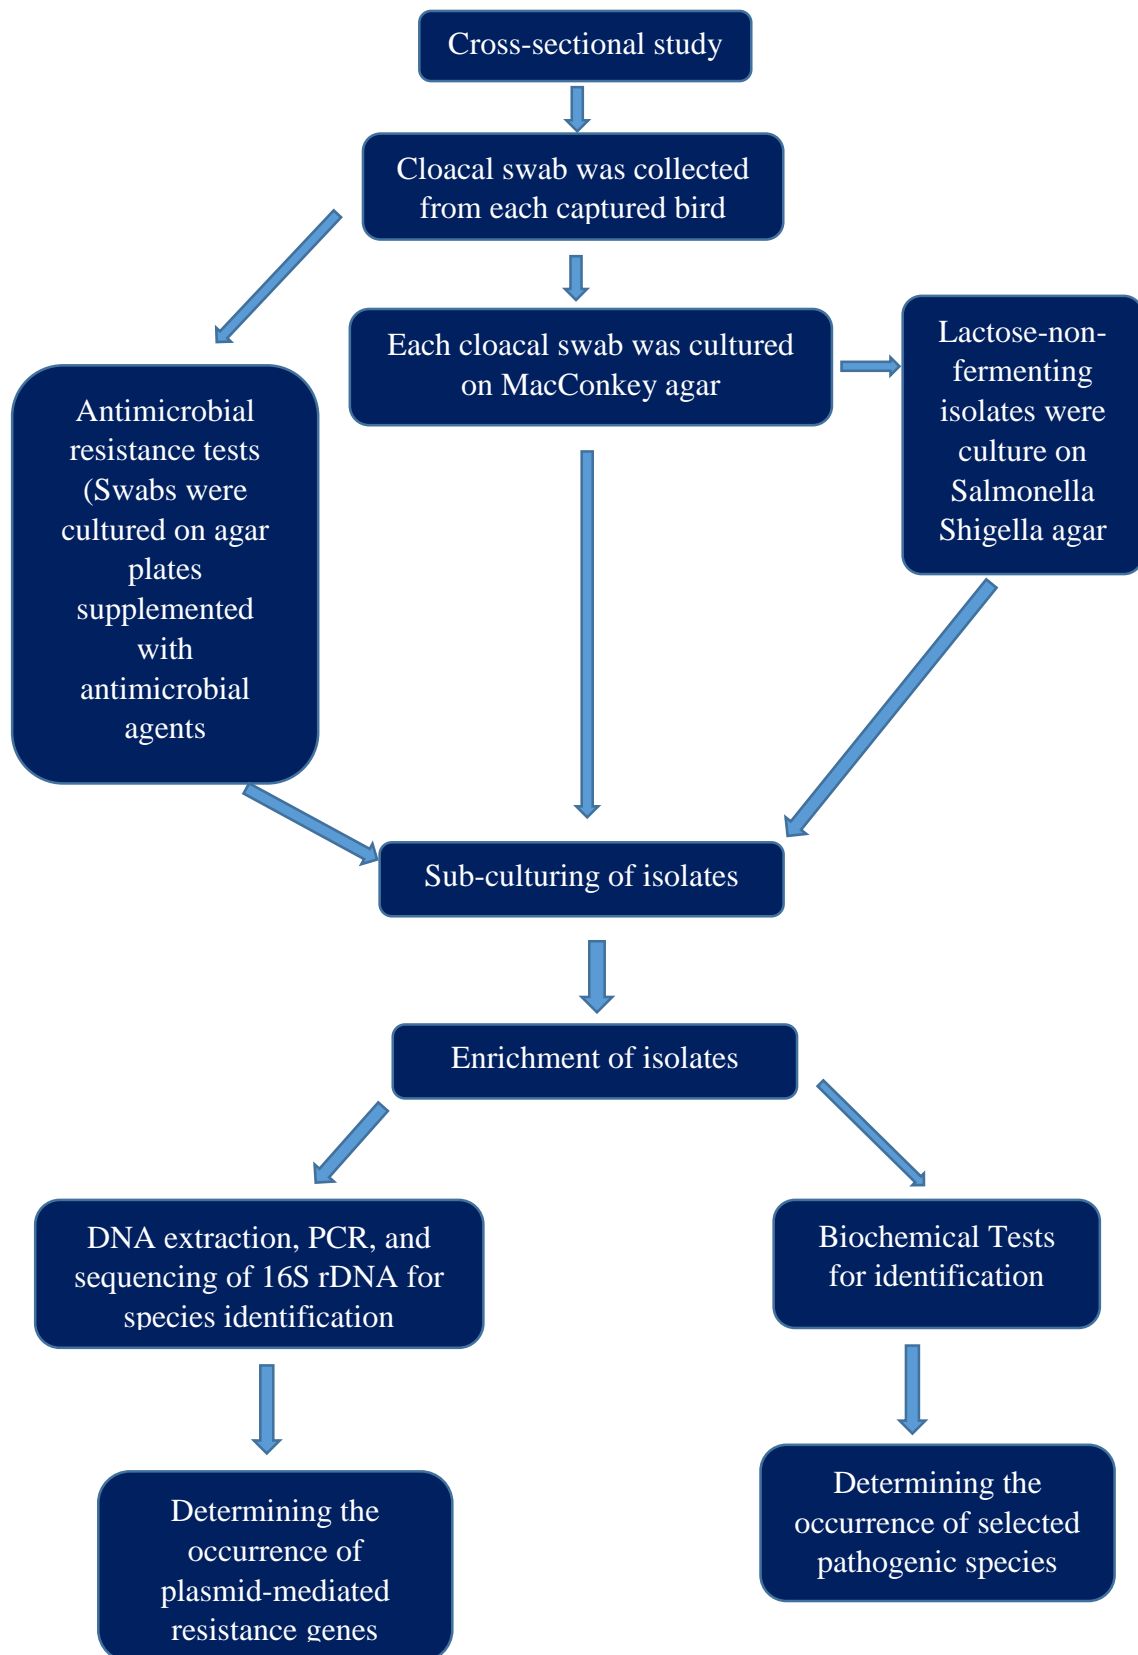 Cross-sectional study
Cloacal swab was collected
from each captured bird
Each cloacal swab was cultured
on MacConkey agar
Lactose-non-
fermenting
isolates were
culture on
Salmonella
Shigella agar
Antimicrobial
resistance tests
(Swabs were
cultured on agar
plates
supplemented
with
antimicrobial
agents
Sub-culturing of isolates
Enrichment of isolates
DNA extraction, PCR, and
sequencing of 16S rDNA for
species identification
Biochemical Tests
for identification
Determining the
occurrence of
plasmid-mediated
resistance genes
Determining the
occurrence of selected
pathogenic species